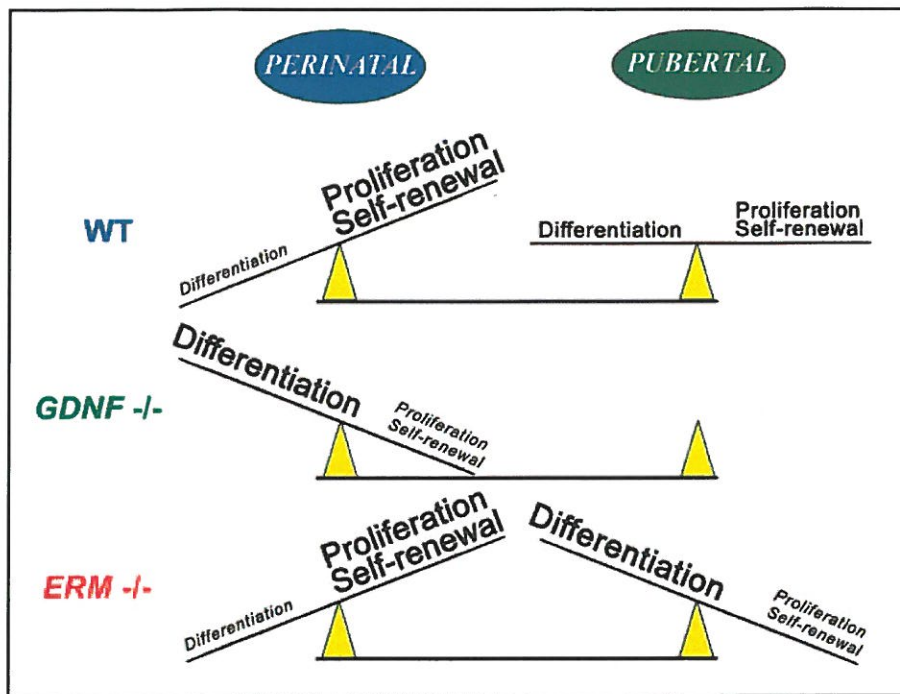 PERINATAL PUBERTAL
WT
Differentiation
Proliferation
Self-renewal
Differentiation
Proliferation
Self-renewal
GDNF -/-
Differentiation
Proliferation
Self-renewal
ERM -/-
Differentiation
Proliferation
Self-renewal
Differentiation
Proliferation
Self-renewal